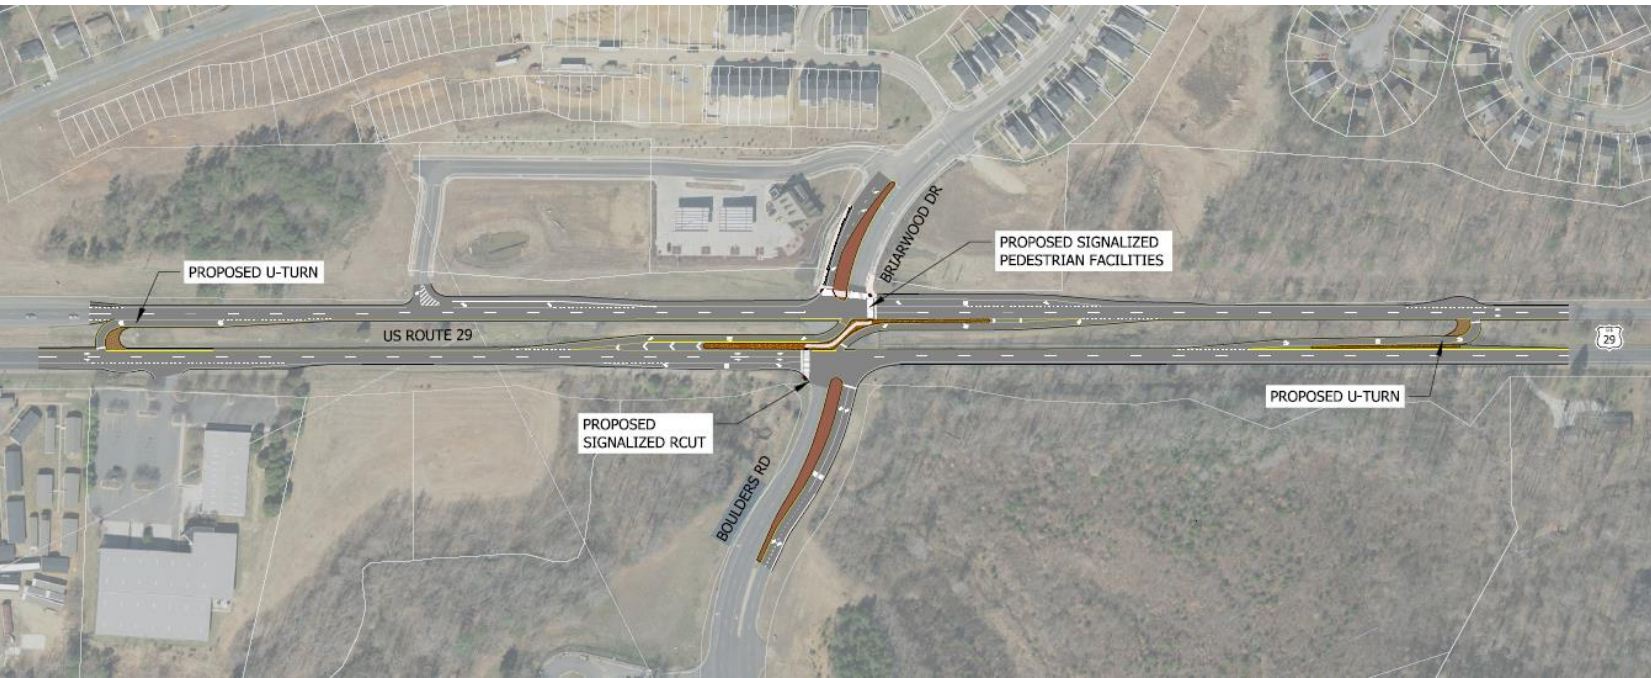 BRIARWOOD DR
PROPOSED SIGNALIZED
PEDESTRIAN FACILITIES
PROPOSED U-TURN
US ROUTE 29
US
29
PROPOSED U-TURN
PROPOSED
SIGNALIZED RCUT
BOULDERS RD